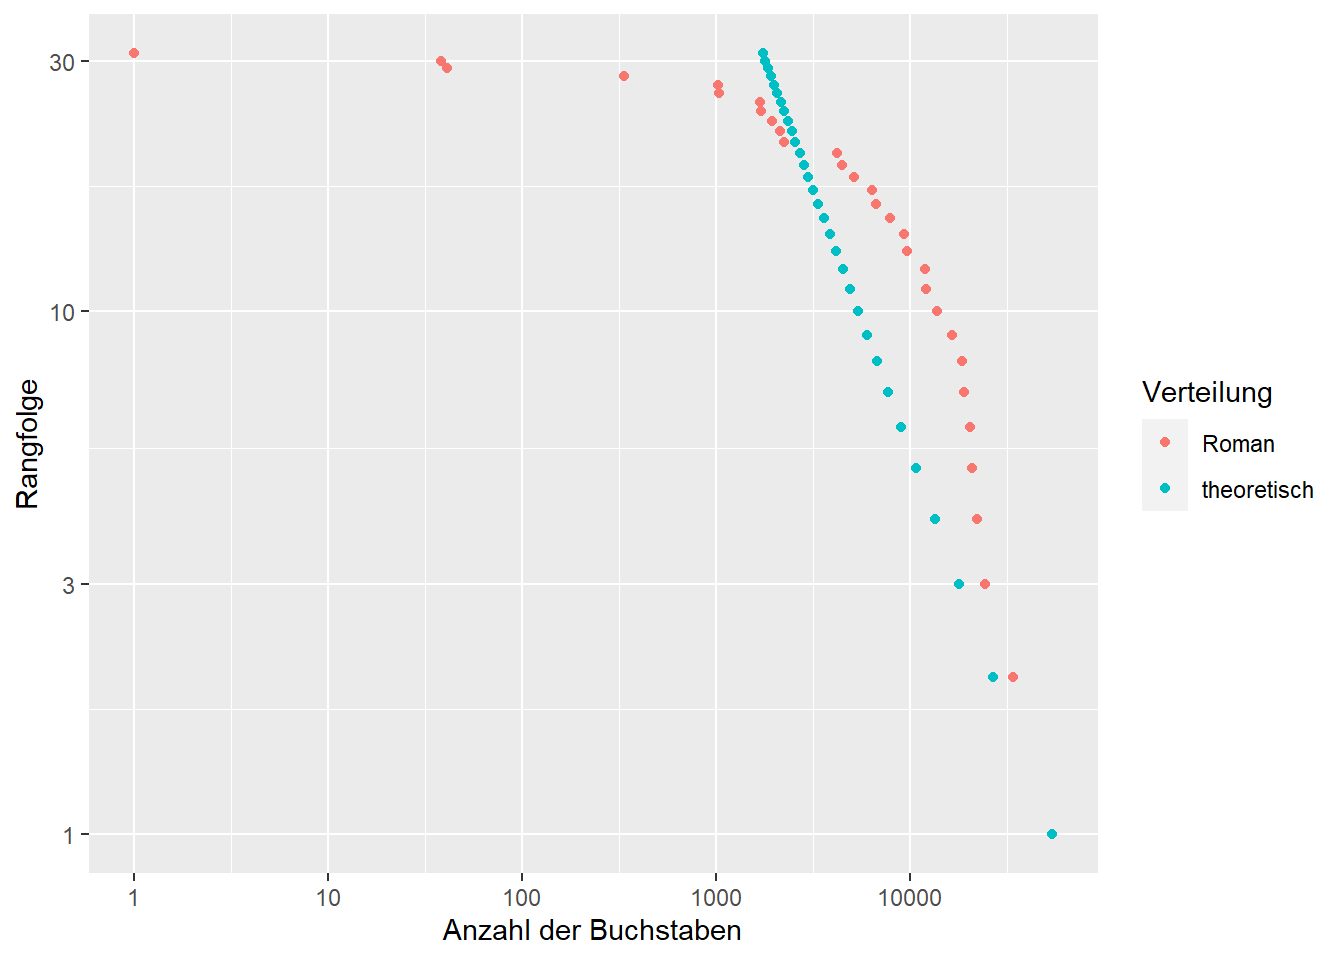 30
10
3
1
Rangfolge
1 10 100 1000 10000
Anzahl der Buchstaben
Verteilung
Roman
theoretisch